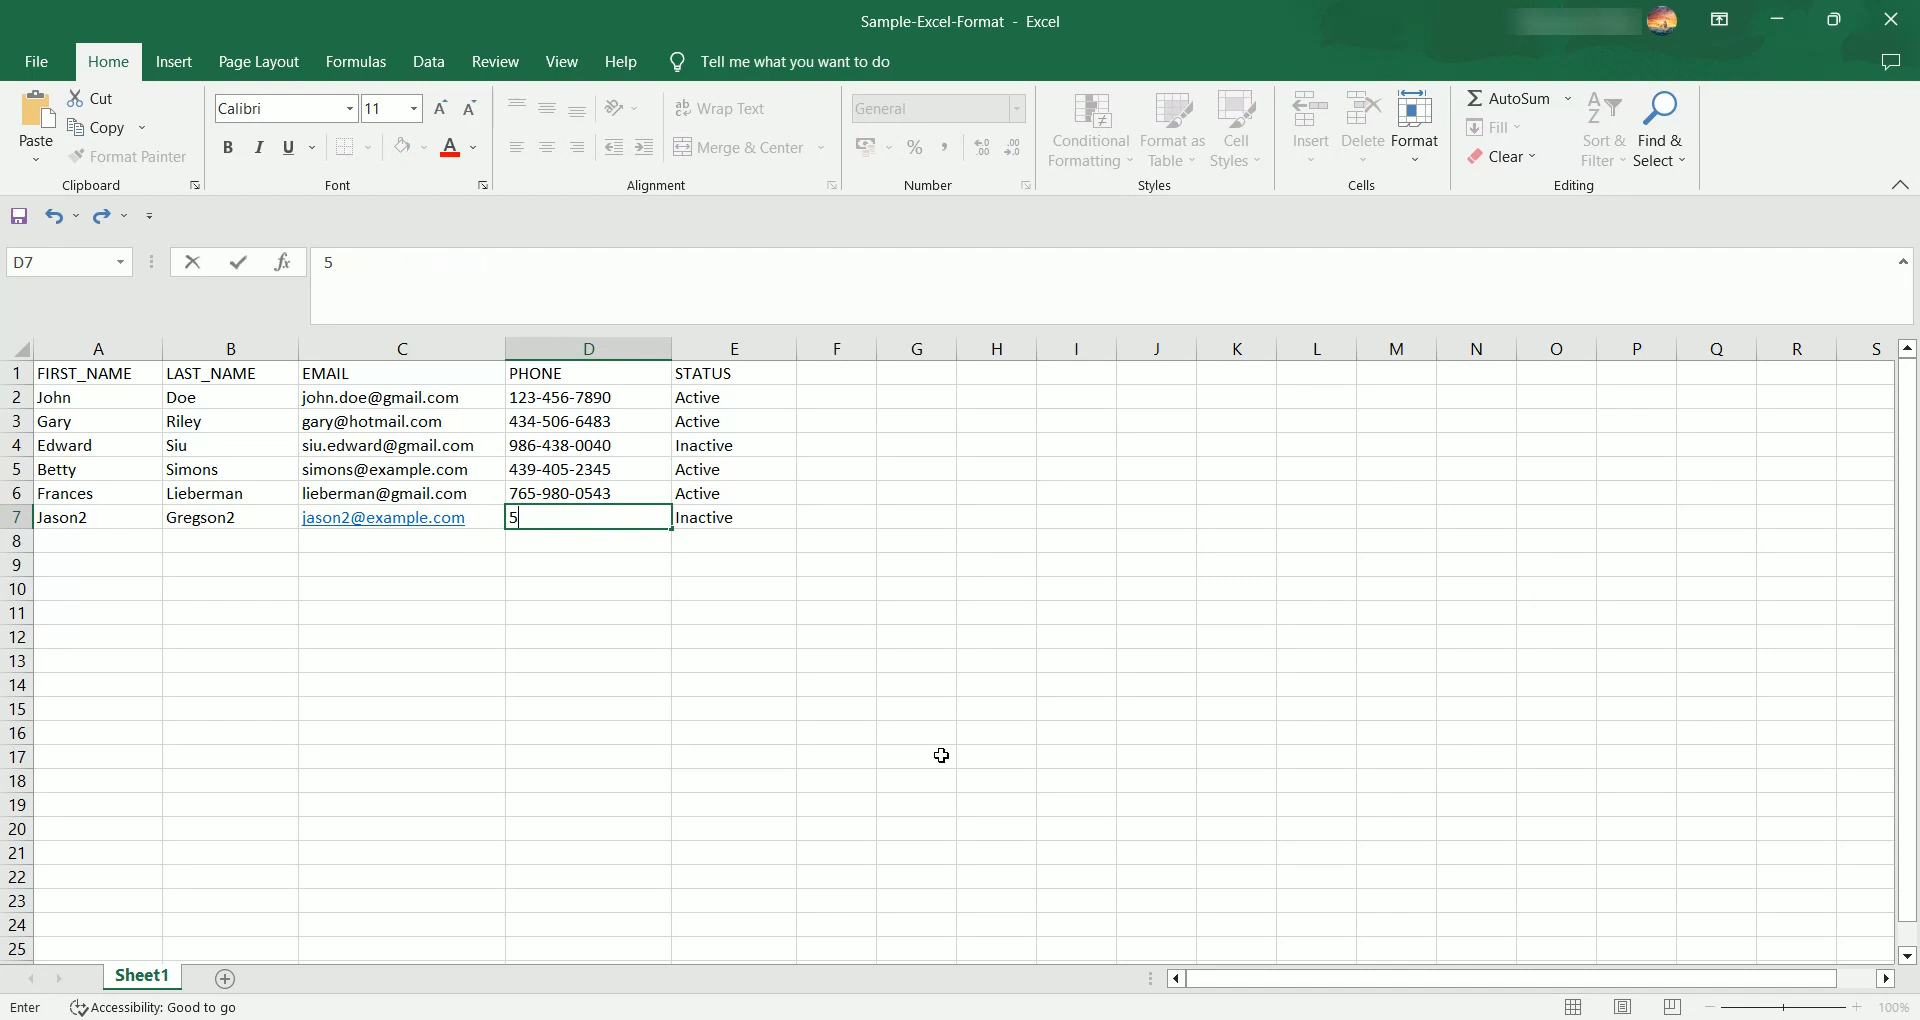 Sample-Excel-Format - Excel
File Home Insert Page Layout Formulas Data Review View Help Tell me what you want to do
Paste
Cut
Copy
Format Painter
Clipboard
Calibri 11
B I U A
Font
ab Wrap Text
Merge & Center
Alignment
General
% ,
Number
Conditional Formatting
Format as Table
Cell Styles
Styles
Insert
Delete
Format
Cells
AutoSum
Fill
Clear
Sort & Filter
Find & Select
Editing
D7 fx 5
A B C D E F G H I J K L M N O P Q R S
1 FIRST_NAME LAST_NAME EMAIL PHONE STATUS
2 John Doe john.doe@gmail.com 123-456-7890 Active
3 Gary Riley gary@hotmail.com 434-506-6483 Active
4 Edward Siu siu.edward@gmail.com 986-438-0040 Inactive
5 Betty Simons simons@example.com 439-405-2345 Active
6 Frances Lieberman lieberman@gmail.com 765-980-0543 Active
7 Jason2 Gregson2 jason2@example.com 5 Inactive
8
9
10
11
12
13
14
15
16
17
18
19
20
21
22
23
24
25
Sheet1
Enter Accessibility: Good to go 100%